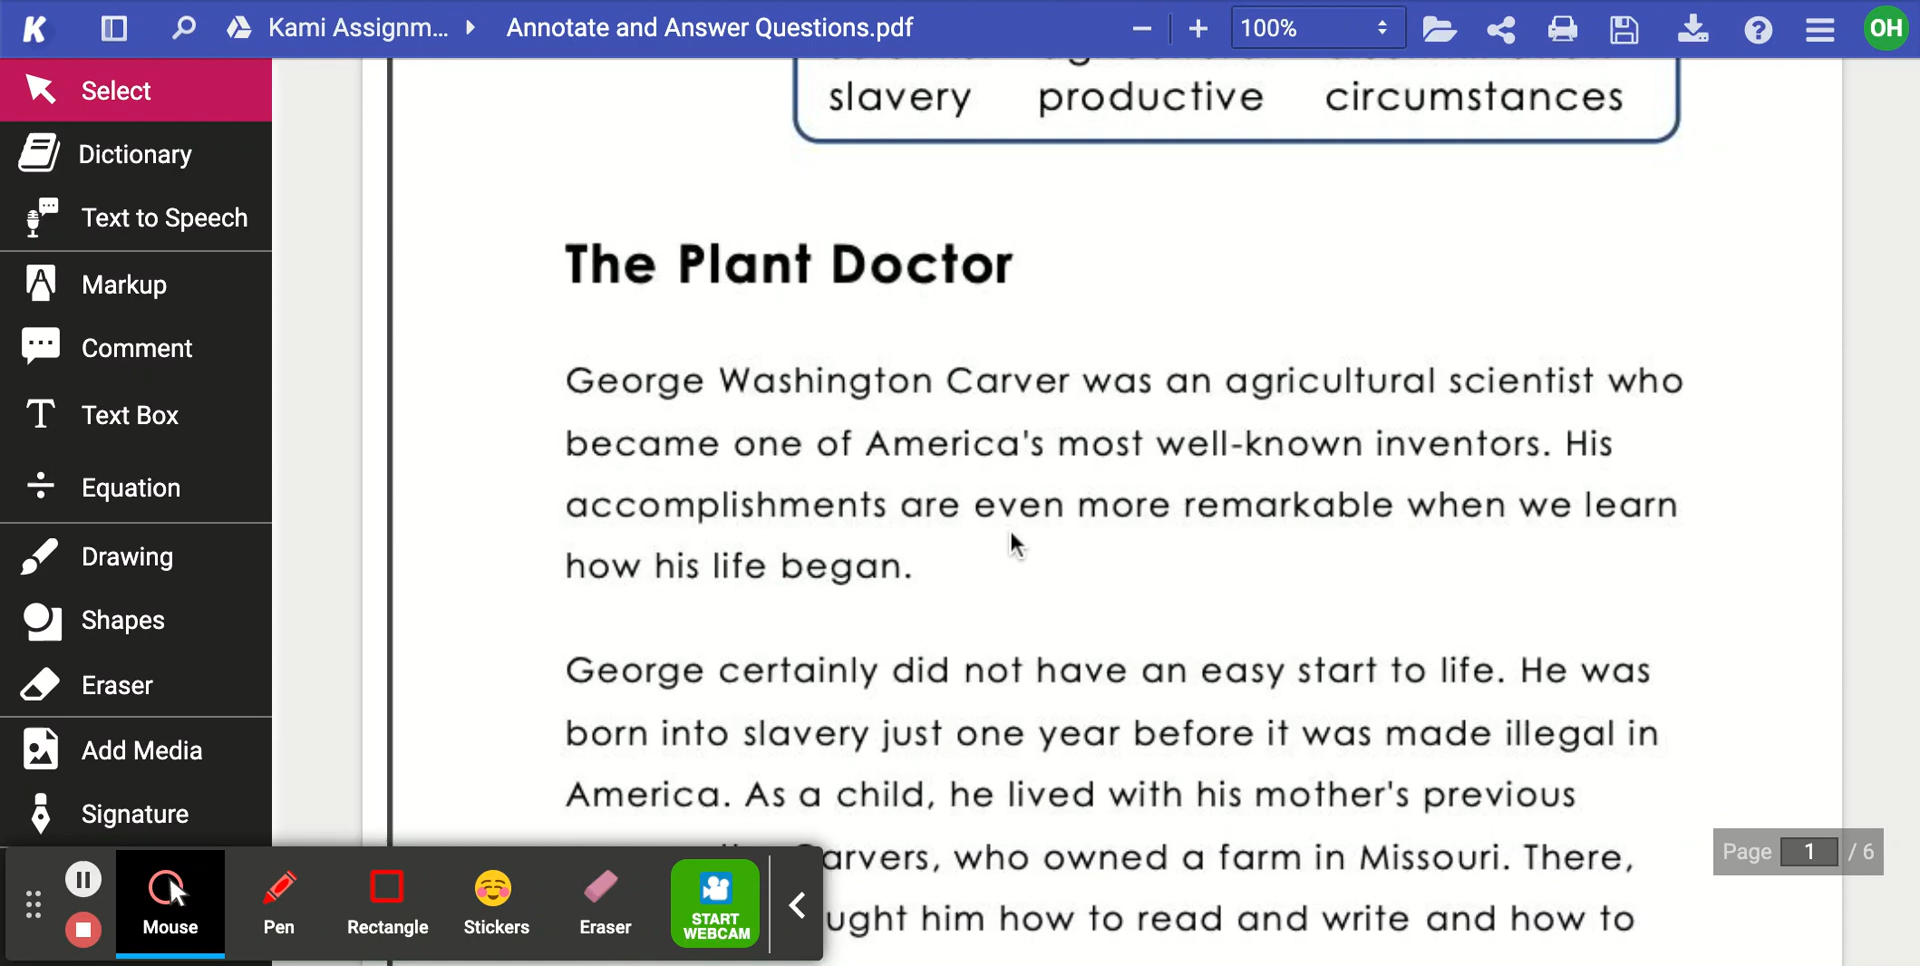 K
Kami Assignm... Annotate and Answer Questions.pdf
100%
OH
Select
Dictionary
Text to Speech
Markup
Comment
Text Box
Equation
Drawing
Shapes
Eraser
Add Media
Signature
slavery productive circumstances
The Plant Doctor
George Washington Carver was an agricultural scientist who
became one of America's most well-known inventors. His
accomplishments are even more remarkable when we learn
how his life began.
George certainly did not have an easy start to life. He was
born into slavery just one year before it was made illegal in
America. As a child, he lived with his mother's previous
arvers, who owned a farm in Missouri. There,
ught him how to read and write and how to
Page 1 / 6
Mouse
Pen
Rectangle
Stickers
Eraser
START
WEBCAM